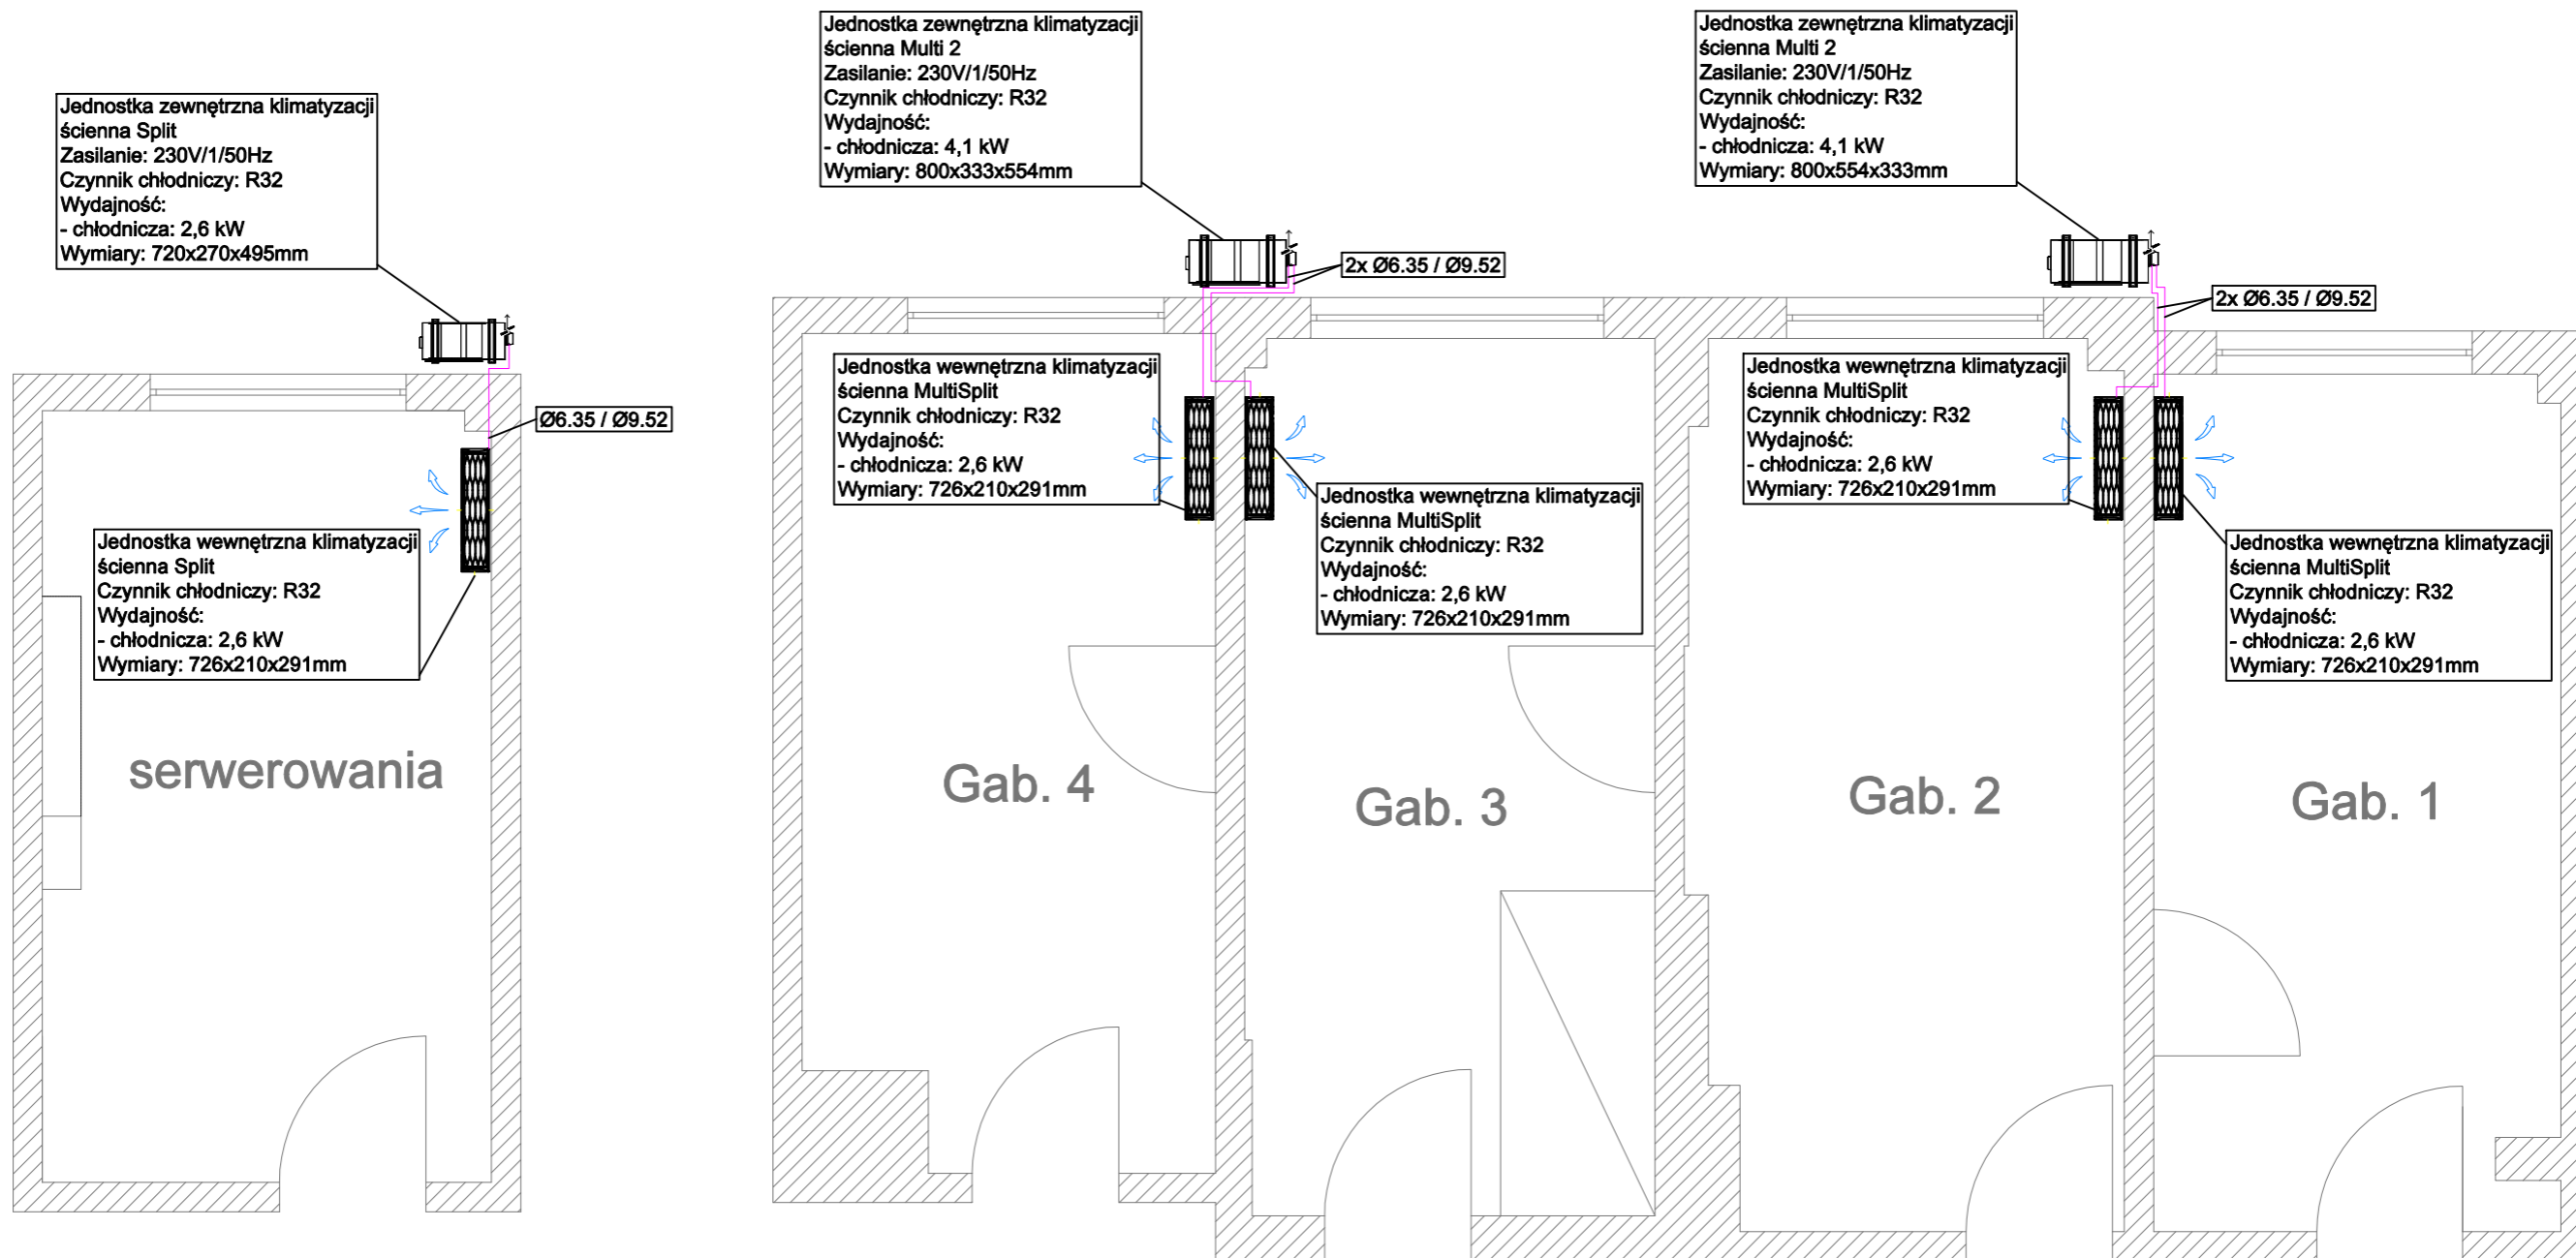 Jednostka zewnętrzna klimatyzacji
ścienna Split
Zasilanie: 230V/1/50Hz
Czynnik chłodniczy: R32
Wydajność:
- chłodnicza: 2,6 kW
Wymiary: 720x270x495mm
Jednostka zewnętrzna klimatyzacji
ścienna Multi 2
Zasilanie: 230V/1/50Hz
Czynnik chłodniczy: R32
Wydajność:
- chłodnicza: 4,1 kW
Wymiary: 800x333x554mm
Jednostka zewnętrzna klimatyzacji
ścienna Multi 2
Zasilanie: 230V/1/50Hz
Czynnik chłodniczy: R32
Wydajność:
- chłodnicza: 4,1 kW
Wymiary: 800x554x333mm
2x Ø6.35 / Ø9.52
2x Ø6.35 / Ø9.52
Ø6.35 / Ø9.52
Jednostka wewnętrzna klimatyzacji
ścienna Split
Czynnik chłodniczy: R32
Wydajność:
- chłodnicza: 2,6 kW
Wymiary: 726x210x291mm
Jednostka wewnętrzna klimatyzacji
ścienna MultiSplit
Czynnik chłodniczy: R32
Wydajność:
- chłodnicza: 2,6 kW
Wymiary: 726x210x291mm
Jednostka wewnętrzna klimatyzacji
ścienna MultiSplit
Czynnik chłodniczy: R32
Wydajność:
- chłodnicza: 2,6 kW
Wymiary: 726x210x291mm
Jednostka wewnętrzna klimatyzacji
ścienna MultiSplit
Czynnik chłodniczy: R32
Wydajność:
- chłodnicza: 2,6 kW
Wymiary: 726x210x291mm
Jednostka wewnętrzna klimatyzacji
ścienna MultiSplit
Czynnik chłodniczy: R32
Wydajność:
- chłodnicza: 2,6 kW
Wymiary: 726x210x291mm
serwerowania
Gab. 4
Gab. 3
Gab. 2
Gab. 1